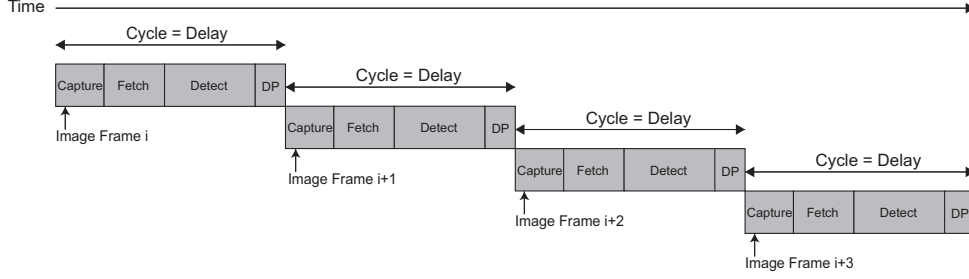 Time
Cycle = Delay
Capture Fetch Detect DP
Image Frame i
Cycle = Delay
Capture Fetch Detect DP
Image Frame i+1
Cycle = Delay
Capture Fetch Detect DP
Image Frame i+2
Cycle = Delay
Capture Fetch Detect DP
Image Frame i+3